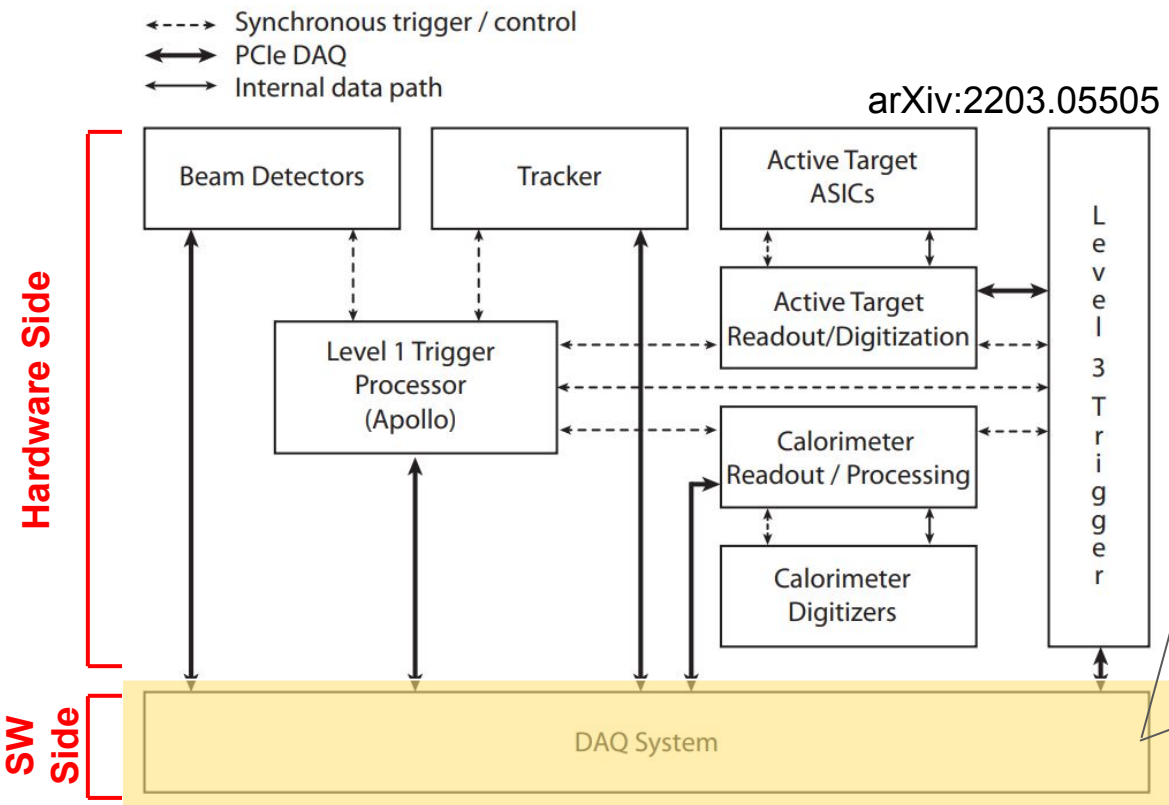 Synchronous trigger / control
PCIe DAQ
Internal data path
arXiv:2203.05505
Hardware Side
Beam Detectors
Tracker
Active Target
ASICs
Level 3 Trigger
Active Target
Readout/Digitization
Level 1 Trigger
Processor
(Apollo)
Calorimeter
Readout / Processing
Calorimeter
Digitizers
SW
Side
DAQ System